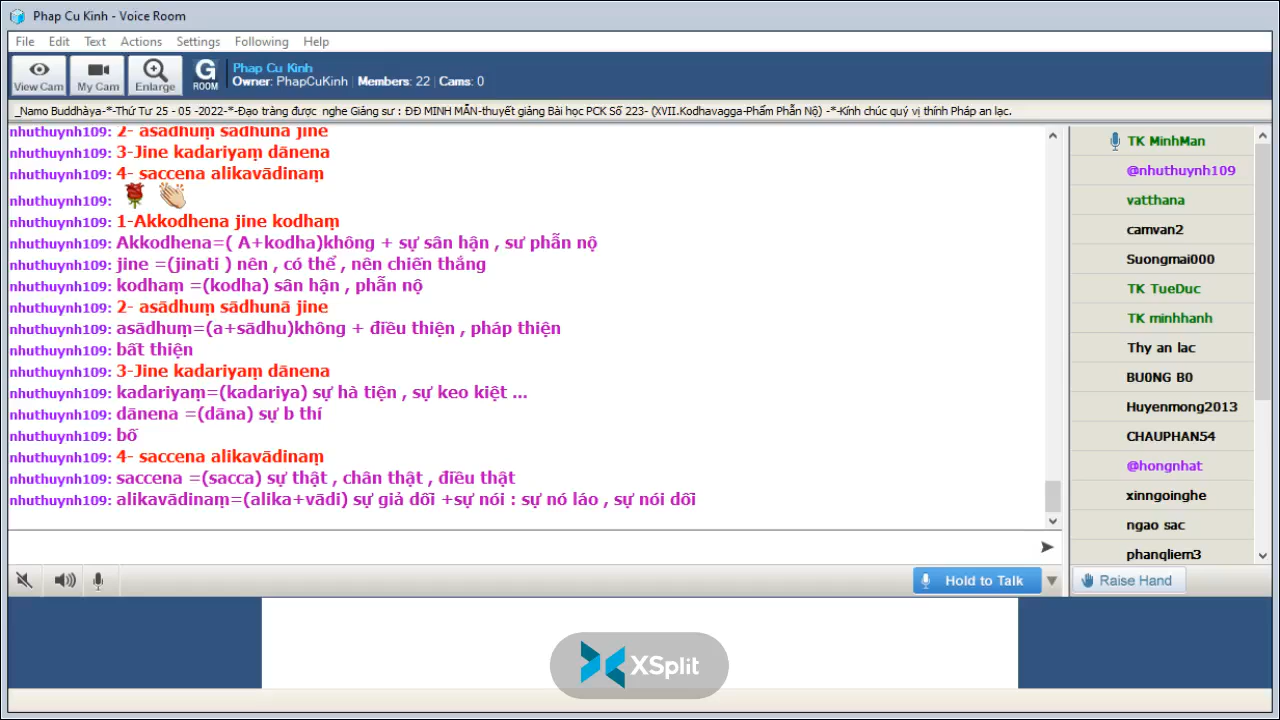 Phap Cu Kinh - Voice Room
File Edit Text Actions Settings Following Help
View Cam My Cam Enlarge G ROOM
Phap Cu Kinh
Owner: PhapCuKinh | Members: 22 | Cams: 0
_Namo Buddhàya-*-Thứ Tư 25 - 05 -2022-*-Đạo tràng được nghe Giảng sư : ĐĐ MINH MẪN-thuyết giảng Bài học PCK Số 223- (XVII.Kodhavagga-Phẩm Phẫn Nộ) -*-Kính chúc quý vị thính Pháp an lạc.
nhuthuynh109: 2- asādhuṃ sādhunā jine
nhuthuynh109: 3-Jine kadariyaṃ dānena
nhuthuynh109: 4- saccena alikavādinaṃ
nhuthuynh109:
nhuthuynh109: 1-Akkodhena jine kodhaṃ
nhuthuynh109: Akkodhena=( A+kodha)không + sự sân hận , sư phẫn nộ
nhuthuynh109: jine =(jinati ) nên , có thể , nên chiến thắng
nhuthuynh109: kodhaṃ =(kodha) sân hận , phẫn nộ
nhuthuynh109: 2- asādhuṃ sādhunā jine
nhuthuynh109: asādhuṃ=(a+sādhu)không + điều thiện , pháp thiện
nhuthuynh109: bất thiện
nhuthuynh109: 3-Jine kadariyaṃ dānena
nhuthuynh109: kadariyaṃ=(kadariya) sự hà tiện , sự keo kiệt ...
nhuthuynh109: dānena =(dāna) sự b thí
nhuthuynh109: bố
nhuthuynh109: 4- saccena alikavādinaṃ
nhuthuynh109: saccena =(sacca) sự thật , chân thật , điều thật
nhuthuynh109: alikavādinaṃ=(alika+vādi) sự giả dối +sự nói : sự nó láo , sự nói dối
TK MinhMan
@nhuthuynh109
vatthana
camvan2
Suongmai000
TK TueDuc
TK minhhanh
Thy an lac
BU0NG B0
Huyenmong2013
CHAUPHAN54
@hongnhat
xinngoinghe
ngao sac
phanqliem3
Hold to Talk
Raise Hand
XSplit